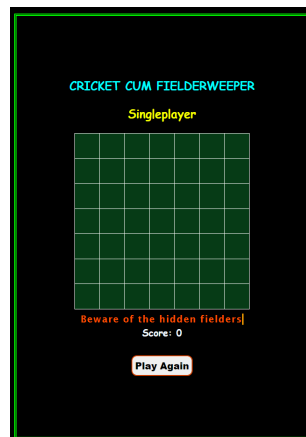 CRICKET CUM FIELDERWEEPER
Singleplayer
Beware of the hidden fielders
Score: 0
Play Again